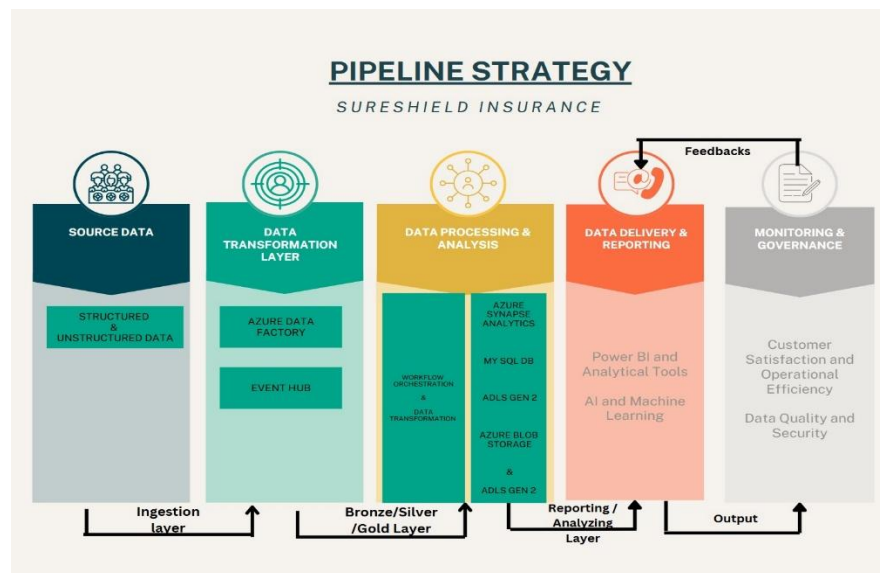 PIPELINE STRATEGY
SURESHIELD INSURANCE
Feedbacks
SOURCE DATA
STRUCTURED
&
UNSTRUCTURED DATA
DATA
TRANSFORMATION
LAYER
AZURE DATA
FACTORY
EVENT HUB
DATA PROCESSING &
ANALYSIS
WORKFLOW
ORCHESTRATION
&
DATA
TRANSFORMATION
AZURE
SYNAPSE
ANALYTICS
MY SQL DB
ADLS GEN 2
AZURE BLOB
STORAGE
&
ADLS GEN 2
DATA DELIVERY &
REPORTING
Power BI and
Analytical Tools
AI and Machine
Learning
MONITORING &
GOVERNANCE
Customer
Satisfaction and
Operational
Efficiency
Data Quality and
Security
Ingestion
layer
Bronze/Silver
/Gold Layer
Reporting /
Analyzing
Layer
Output